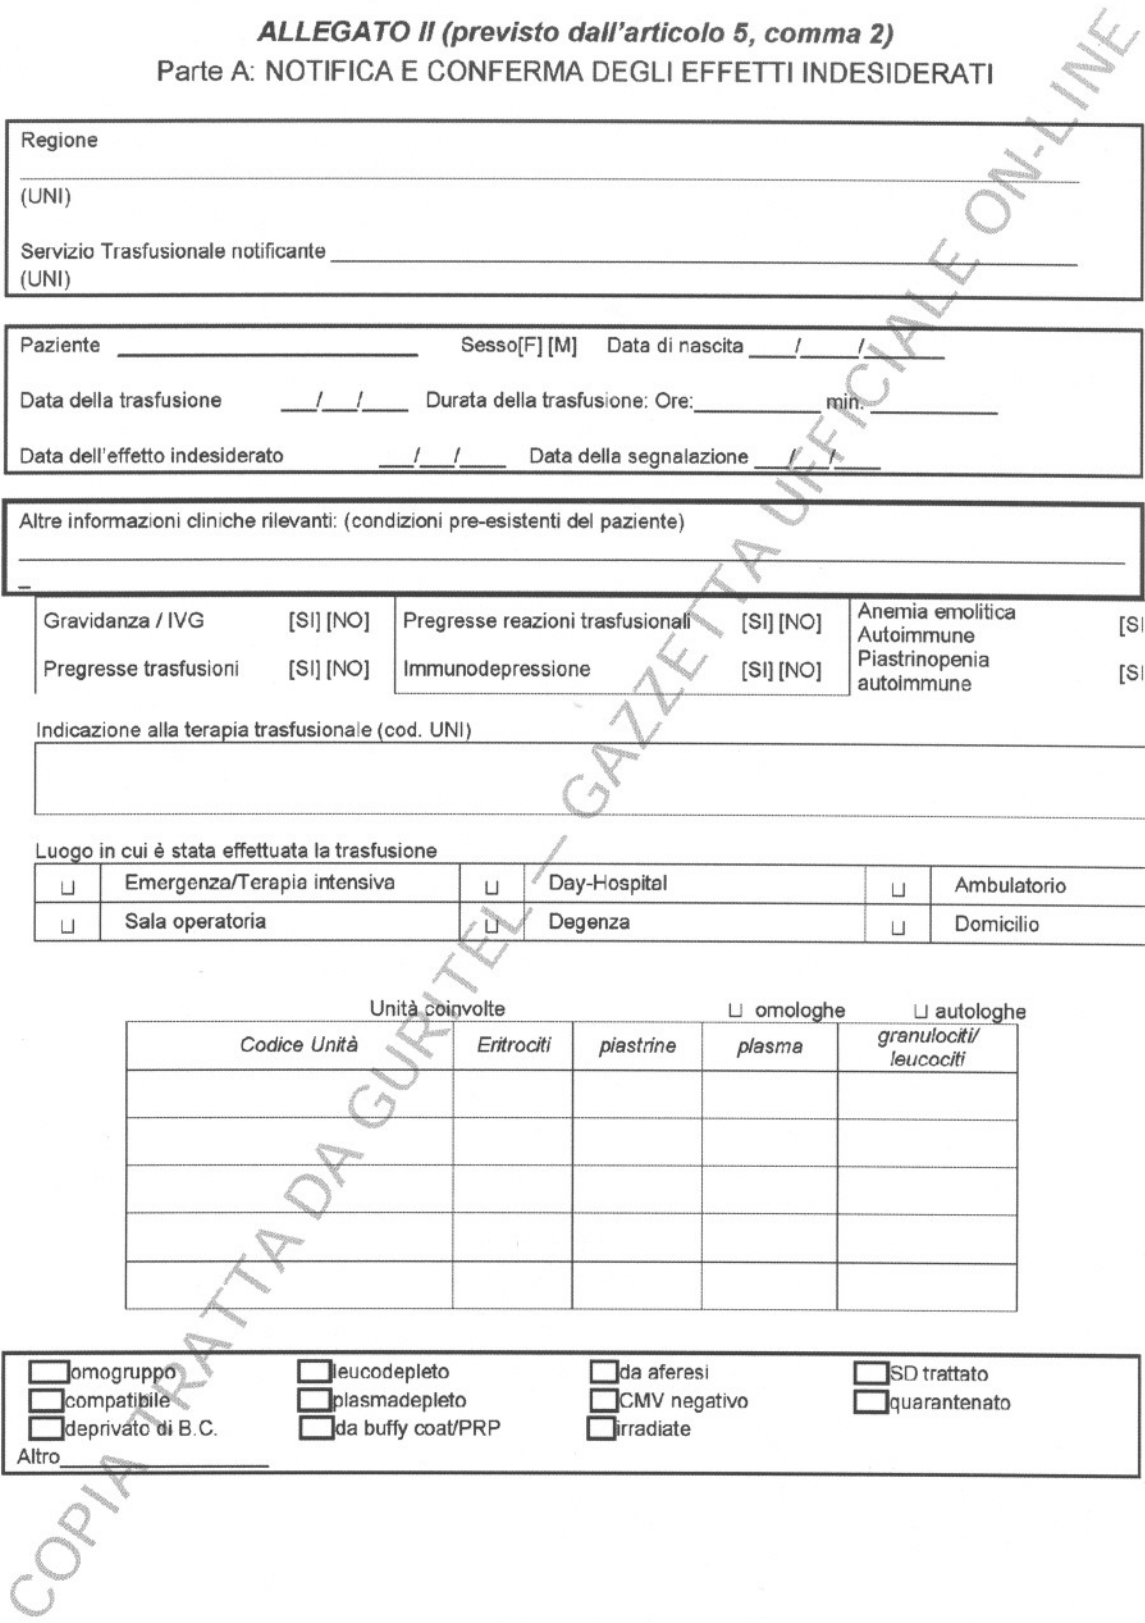 ALLEGATO II (previsto dall'articolo 5, comma 2)
Parte A: NOTIFICA E CONFERMA DEGLI EFFETTI INDESIDERATI
Regione
(UNI)
Servizio Trasfusionale notificante
(UNI)
Paziente Sesso[F] [M] Data di nascita / /
Data della trasfusione / / Durata della trasfusione: Ore: min.
Data dell'effetto indesiderato / / Data della segnalazione / /
Altre informazioni cliniche rilevanti: (condizioni pre-esistenti del paziente)
Gravidanza / IVG [SI] [NO] Pregresse reazioni trasfusionali [SI] [NO] Anemia emolitica Autoimmune [SI
Pregresse trasfusioni [SI] [NO] Immunodepressione [SI] [NO] Piastrinopenia autoimmune [SI
Indicazione alla terapia trasfusionale (cod. UNI)
Luogo in cui è stata effettuata la trasfusione
Emergenza/Terapia intensiva Day-Hospital Ambulatorio
Sala operatoria Degenza Domicilio
Unità coinvolte omologhe autologhe
Codice Unità Eritrociti piastrine plasma granulociti/ leucociti
omogruppo leucodepleto da aferesi SD trattato
compatibile plasmadepleto CMV negativo quarantenato
deprivato di B.C. da buffy coat/PRP irradiate
Altro
COPIA TRATTA DA GURITEL — GAZZETTA UFFICIALE ON-LINE